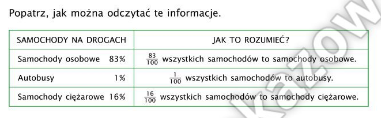 Popatrz, jak można odczytać te informacje.
SAMOCHODY NA DROGACH JAK TO ROZUMIEĆ?
Samochody osobowe 83% 83/100 wszystkich samochodów to samochody osobowe.
Autobusy 1% 1/100 wszystkich samochodów to autobusy.
Samochody ciężarowe 16% 16/100 wszystkich samochodów to samochody ciężarowe.